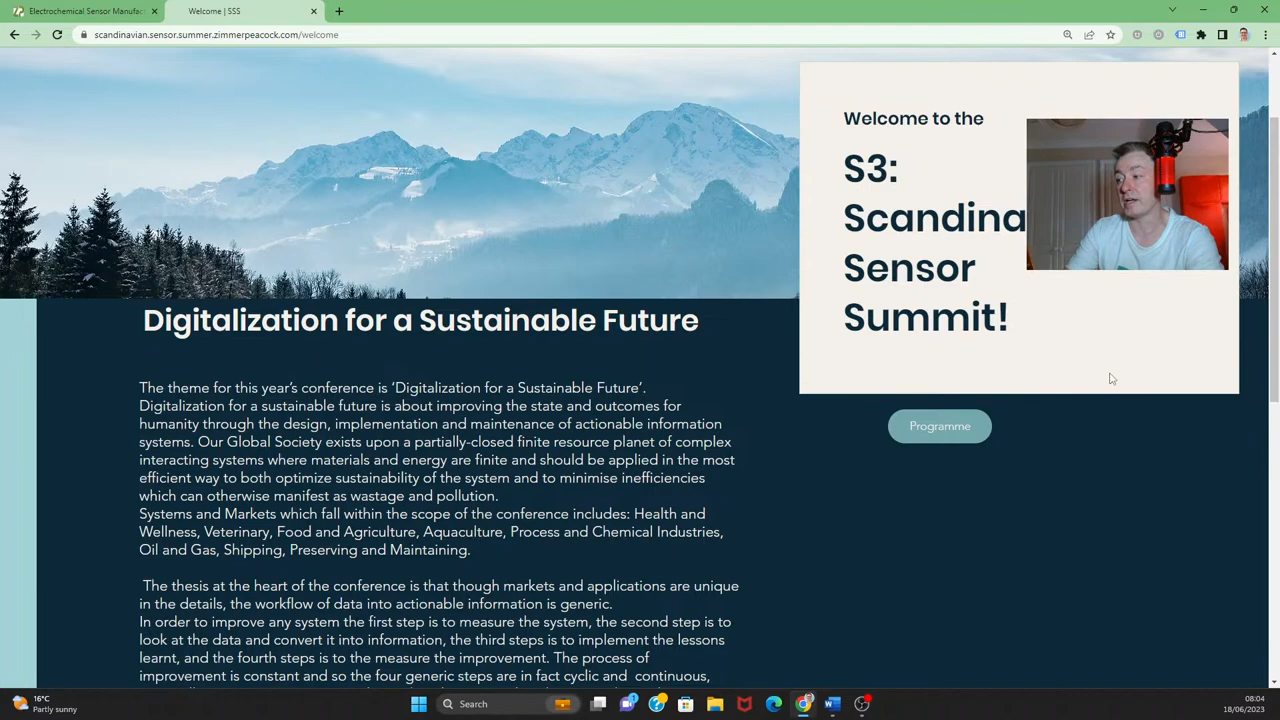 Electrochemical Sensor Manufac
Welcome | SSS
scandinavian.sensor.summer.zimmerpeacock.com/welcome
Welcome to the
S3:
Scandina
Sensor
Summit!
Programme
Digitalization for a Sustainable Future
The theme for this year's conference is 'Digitalization for a Sustainable Future'.
Digitalization for a sustainable future is about improving the state and outcomes for
humanity through the design, implementation and maintenance of actionable information
systems. Our Global Society exists upon a partially-closed finite resource planet of complex
interacting systems where materials and energy are finite and should be applied in the most
efficient way to both optimize sustainability of the system and to minimise inefficiencies
which can otherwise manifest as wastage and pollution.
Systems and Markets which fall within the scope of the conference includes: Health and
Wellness, Veterinary, Food and Agriculture, Aquaculture, Process and Chemical Industries,
Oil and Gas, Shipping, Preserving and Maintaining.
The thesis at the heart of the conference is that though markets and applications are unique
in the details, the workflow of data into actionable information is generic.
In order to improve any system the first step is to measure the system, the second step is to
look at the data and convert it into information, the third steps is to implement the lessons
learnt, and the fourth steps is to the measure the improvement. The process of
improvement is constant and so the four generic steps are in fact cyclic and continuous,
16°C
Partly sunny
Search
1
08:04
18/06/2023